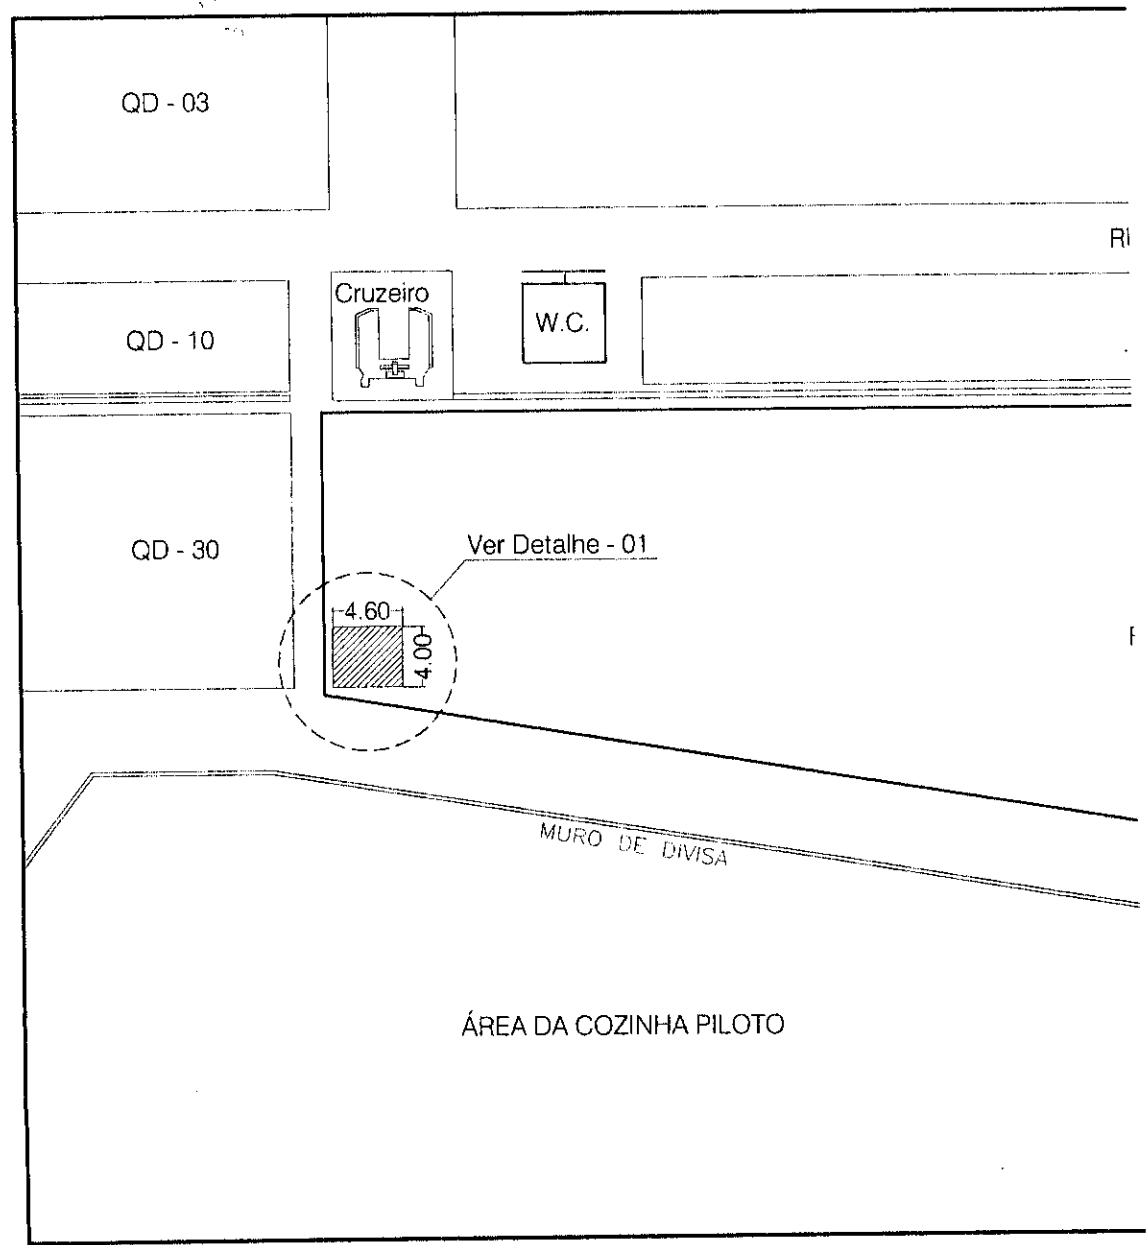 QD - 03
Cruzeiro
W.C.
QD - 10
QD - 30
Ver Detalhe - 01
4.60
4.00
MURO DE DIVISA
ÁREA DA COZINHA PILOTO